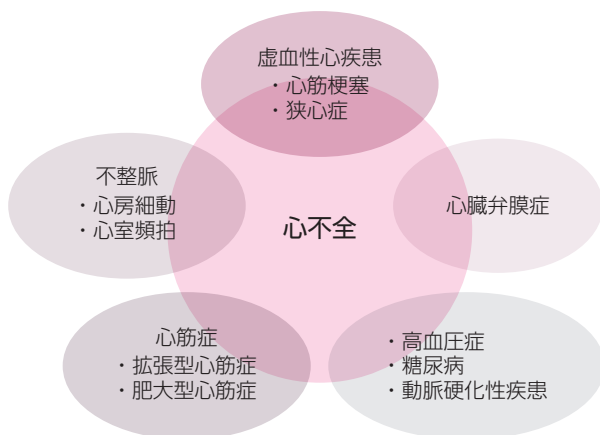 虚血性心疾患
・心筋梗塞
・狭心症
不整脈
・心房細動
・心室頻拍
心不全
心臓弁膜症
心筋症
・拡張型心筋症
・肥大型心筋症
・高血圧症
・糖尿病
・動脈硬化性疾患